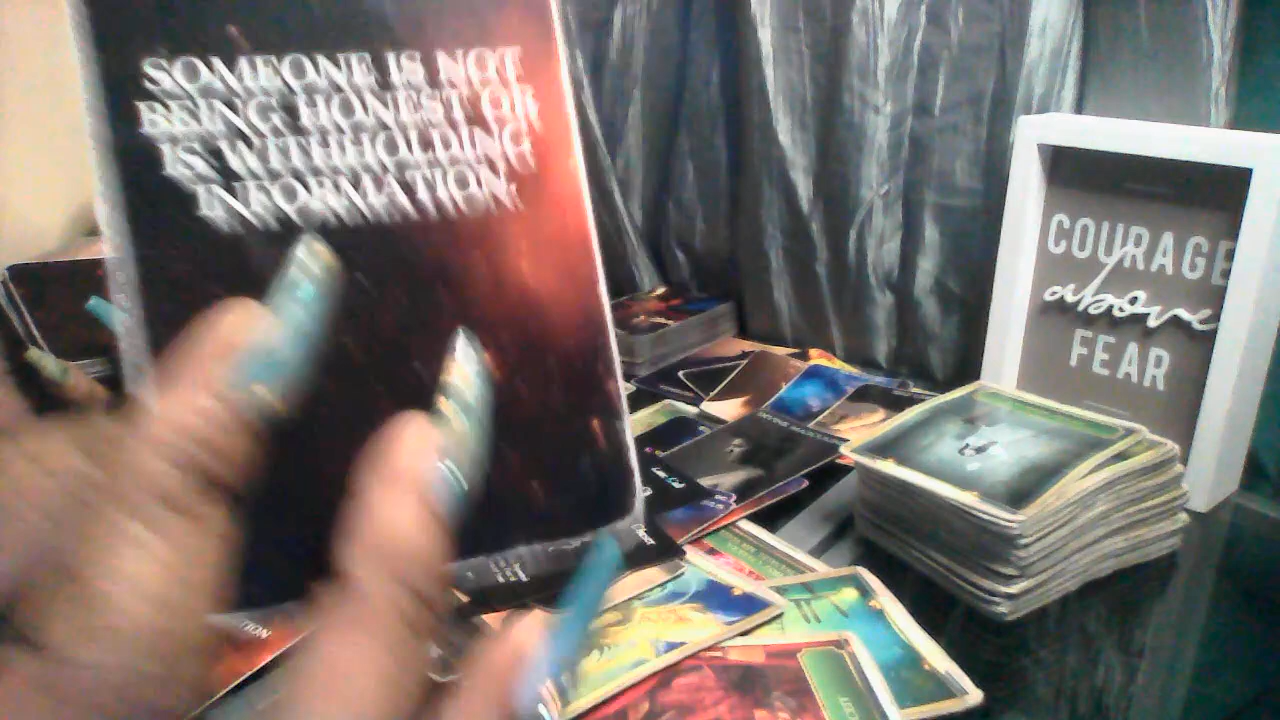 SOMEONE IS NOT
BEING HONEST OR
IS WITHHOLDING
INFORMATION.
COURAGE
above
FEAR